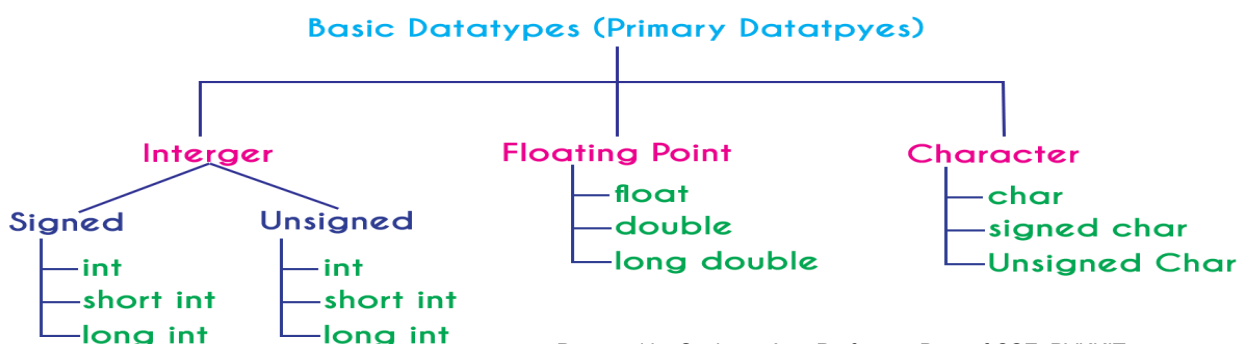 Basic Datatypes (Primary Datatpyes)
Interger
Floating Point
Character
Signed
Unsigned
int
short int
long int
int
short int
long int
float
double
long double
char
signed char
Unsigned Char